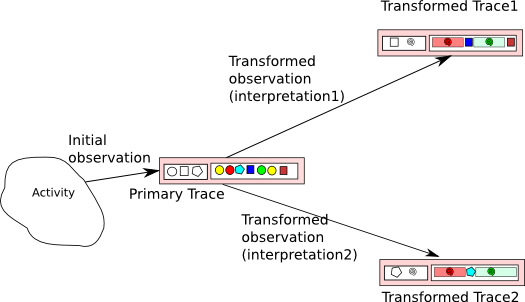 Transformed Trace1
Transformed
observation
(interpretation1)
Initial
observation
Activity
Primary Trace
Transformed
observation
(interpretation2)
Transformed Trace2